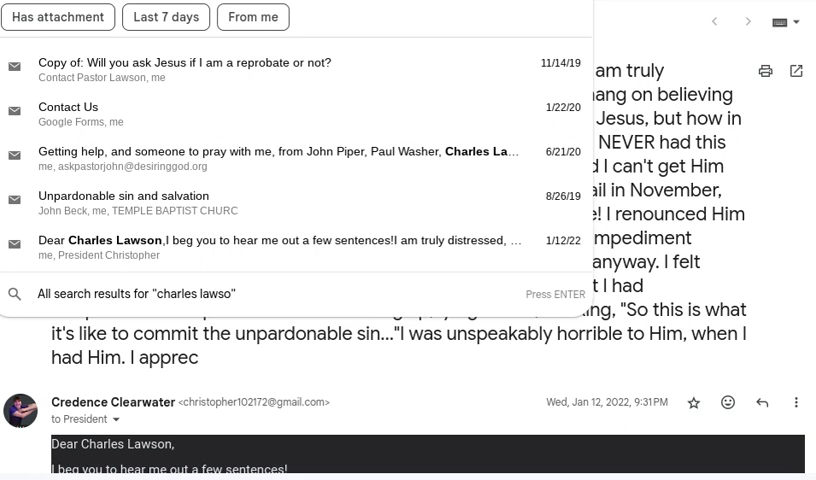 Has attachment Last 7 days From me
Copy of: Will you ask Jesus if I am a reprobate or not? 11/14/19
Contact Pastor Lawson, me
Contact Us 1/22/20
Google Forms, me
Getting help, and someone to pray with me, from John Piper, Paul Washer, Charles La… 6/21/20
me, askpastorjohn@desiringgod.org
Unpardonable sin and salvation 8/26/19
John Beck, me, TEMPLE BAPTIST CHURC
Dear Charles Lawson,I beg you to hear me out a few sentences!I am truly distressed, … 1/12/22
me, President Christopher
All search results for "charles lawso" Press ENTER
am truly
ang on believing
Jesus, but how in
NEVER had this
d I can't get Him
ail in November,
e! I renounced Him
mpediment
anyway. I felt
t I had
ing, "So this is what
it's like to commit the unpardonable sin..."I was unspeakably horrible to Him, when I
had Him. I apprec
Credence Clearwater <christopher102172@gmail.com> Wed, Jan 12, 2022, 9:31 PM
to President
Dear Charles Lawson,
I beg you to hear me out a few sentences!